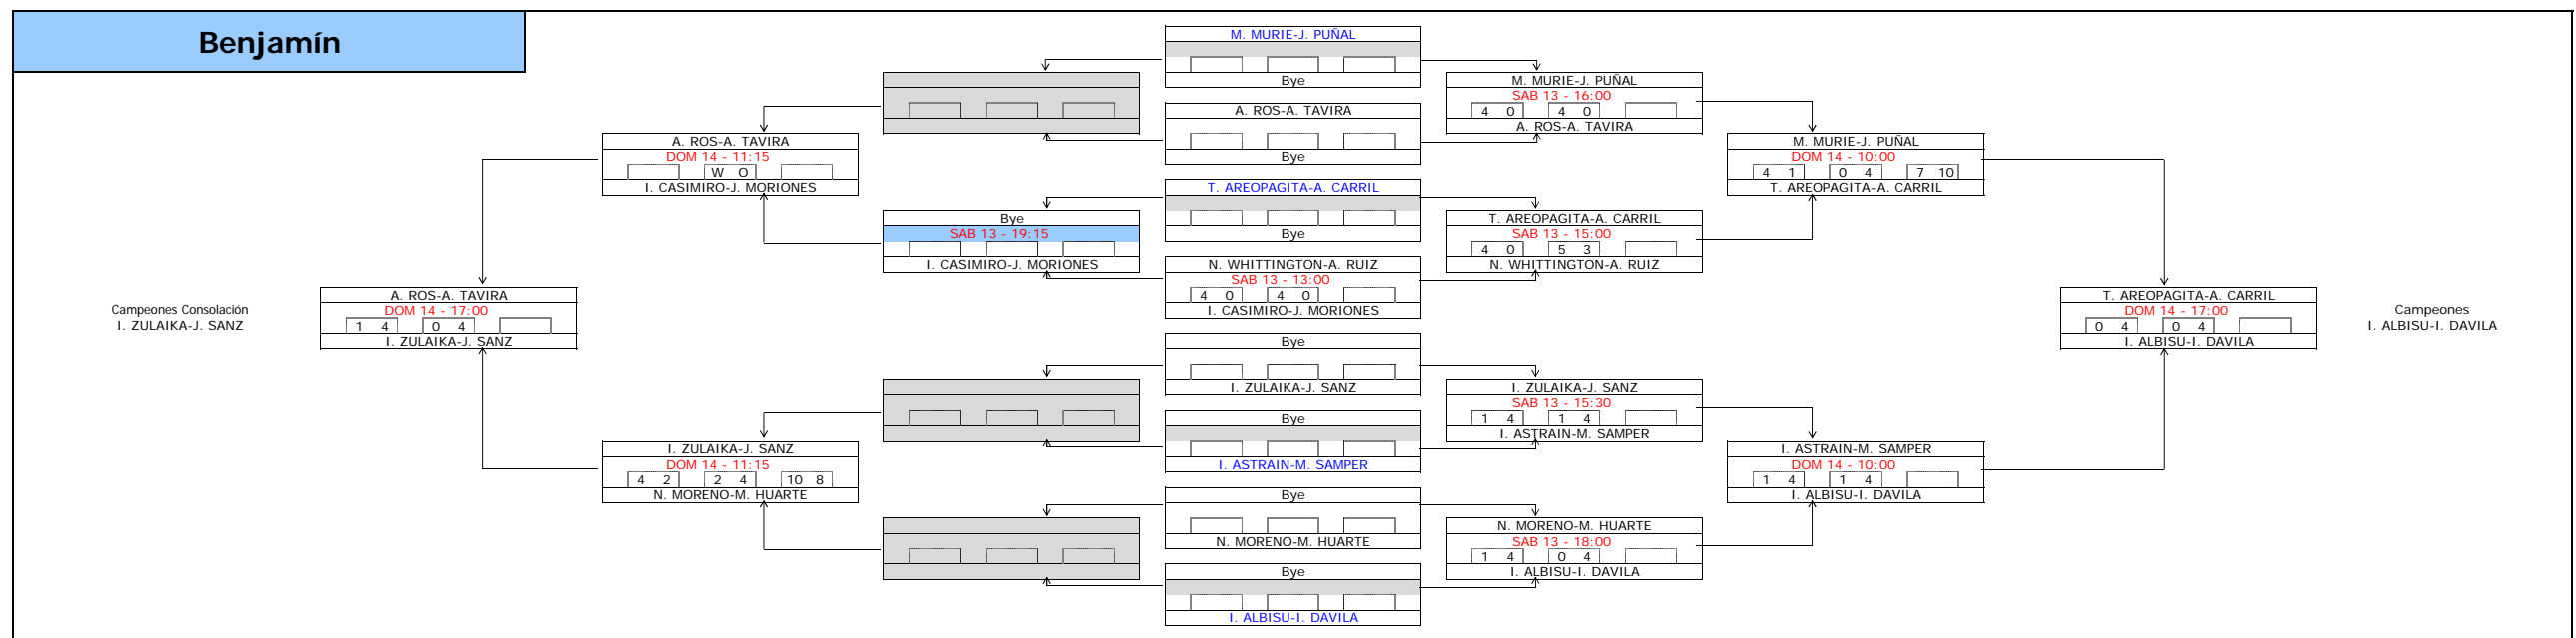 Benjamín
M. MURIE-J. PUÑAL
Bye
A. ROS-A. TAVIRA
Bye
T. AREOPAGITA-A. CARRIL
Bye
N. WHITTINGTON-A. RUIZ
SAB 13 - 13:00
4 0 4 0
I. CASIMIRO-J. MORIONES
Bye
I. ZULAIKA-J. SANZ
Bye
I. ASTRAIN-M. SAMPER
Bye
N. MORENO-M. HUARTE
Bye
I. ALBISU-I. DAVILA
M. MURIE-J. PUÑAL
SAB 13 - 16:00
4 0 4 0
A. ROS-A. TAVIRA
T. AREOPAGITA-A. CARRIL
SAB 13 - 15:00
4 0 5 3
N. WHITTINGTON-A. RUIZ
I. ZULAIKA-J. SANZ
SAB 13 - 15:30
1 4 1 4
I. ASTRAIN-M. SAMPER
N. MORENO-M. HUARTE
SAB 13 - 18:00
1 4 0 4
I. ALBISU-I. DAVILA
M. MURIE-J. PUÑAL
DOM 14 - 10:00
4 1 0 4 7 10
T. AREOPAGITA-A. CARRIL
I. ASTRAIN-M. SAMPER
DOM 14 - 10:00
1 4 1 4
I. ALBISU-I. DAVILA
T. AREOPAGITA-A. CARRIL
DOM 14 - 17:00
0 4 0 4
I. ALBISU-I. DAVILA
Campeones
I. ALBISU-I. DAVILA
Bye
SAB 13 - 19:15
I. CASIMIRO-J. MORIONES
A. ROS-A. TAVIRA
DOM 14 - 11:15
W O
I. CASIMIRO-J. MORIONES
I. ZULAIKA-J. SANZ
DOM 14 - 11:15
4 2 2 4 10 8
N. MORENO-M. HUARTE
A. ROS-A. TAVIRA
DOM 14 - 17:00
1 4 0 4
I. ZULAIKA-J. SANZ
Campeones Consolación
I. ZULAIKA-J. SANZ